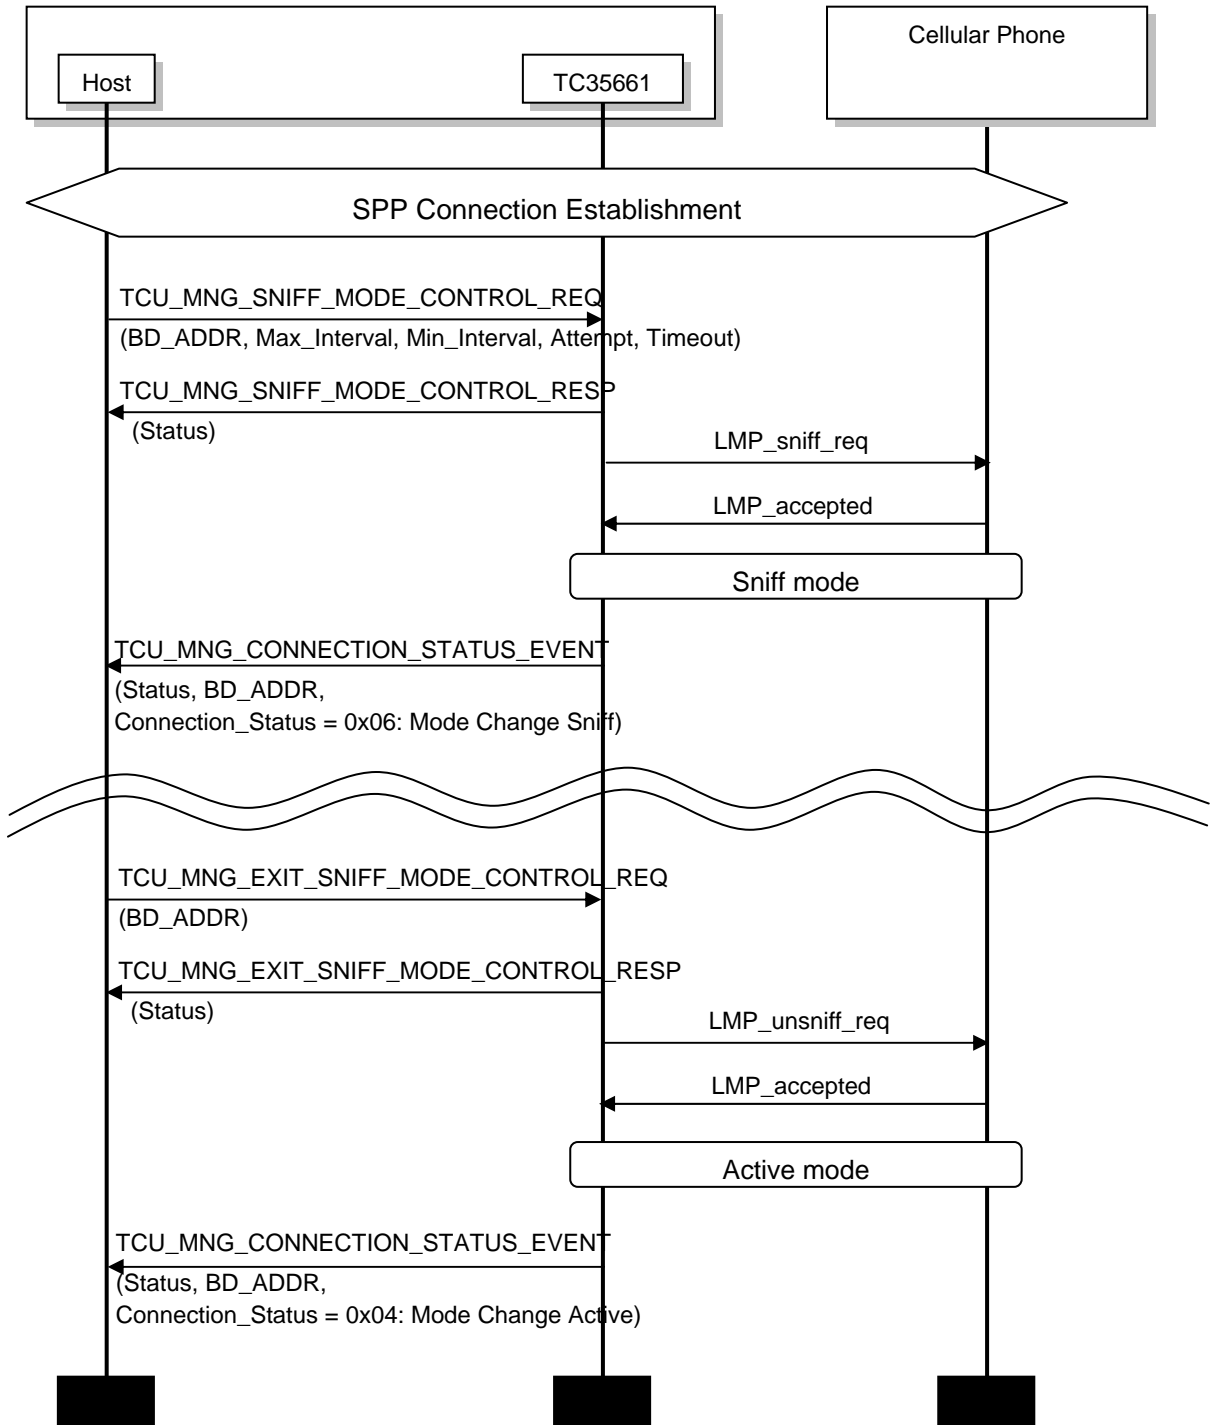 Cellular Phone
Host
TC35661
SPP Connection Establishment
TCU_MNG_SNIFF_MODE_CONTROL_REQ
(BD_ADDR, Max_Interval, Min_Interval, Attempt, Timeout)
TCU_MNG_SNIFF_MODE_CONTROL_RESP
(Status)
LMP_sniff_req
LMP_accepted
Sniff mode
TCU_MNG_CONNECTION_STATUS_EVENT
(Status, BD_ADDR,
Connection_Status = 0x06: Mode Change Sniff)
TCU_MNG_EXIT_SNIFF_MODE_CONTROL_REQ
(BD_ADDR)
TCU_MNG_EXIT_SNIFF_MODE_CONTROL_RESP
(Status)
LMP_unsniff_req
LMP_accepted
Active mode
TCU_MNG_CONNECTION_STATUS_EVENT
(Status, BD_ADDR,
Connection_Status = 0x04: Mode Change Active)